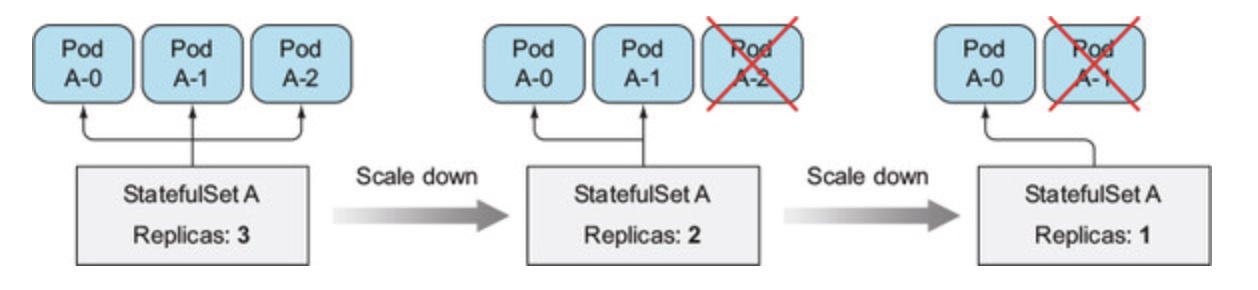 Pod
A-0
Pod
A-1
Pod
A-2
StatefulSet A
Replicas: 3
Scale down
Pod
A-0
Pod
A-1
Pod
A-2
StatefulSet A
Replicas: 2
Scale down
Pod
A-0
Pod
A-1
StatefulSet A
Replicas: 1